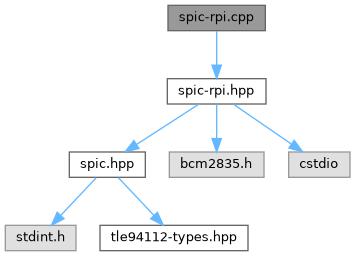 spic-rpi.cpp
spic-rpi.hpp
spic.hpp
bcm2835.h
cstdio
stdint.h
tle94112-types.hpp